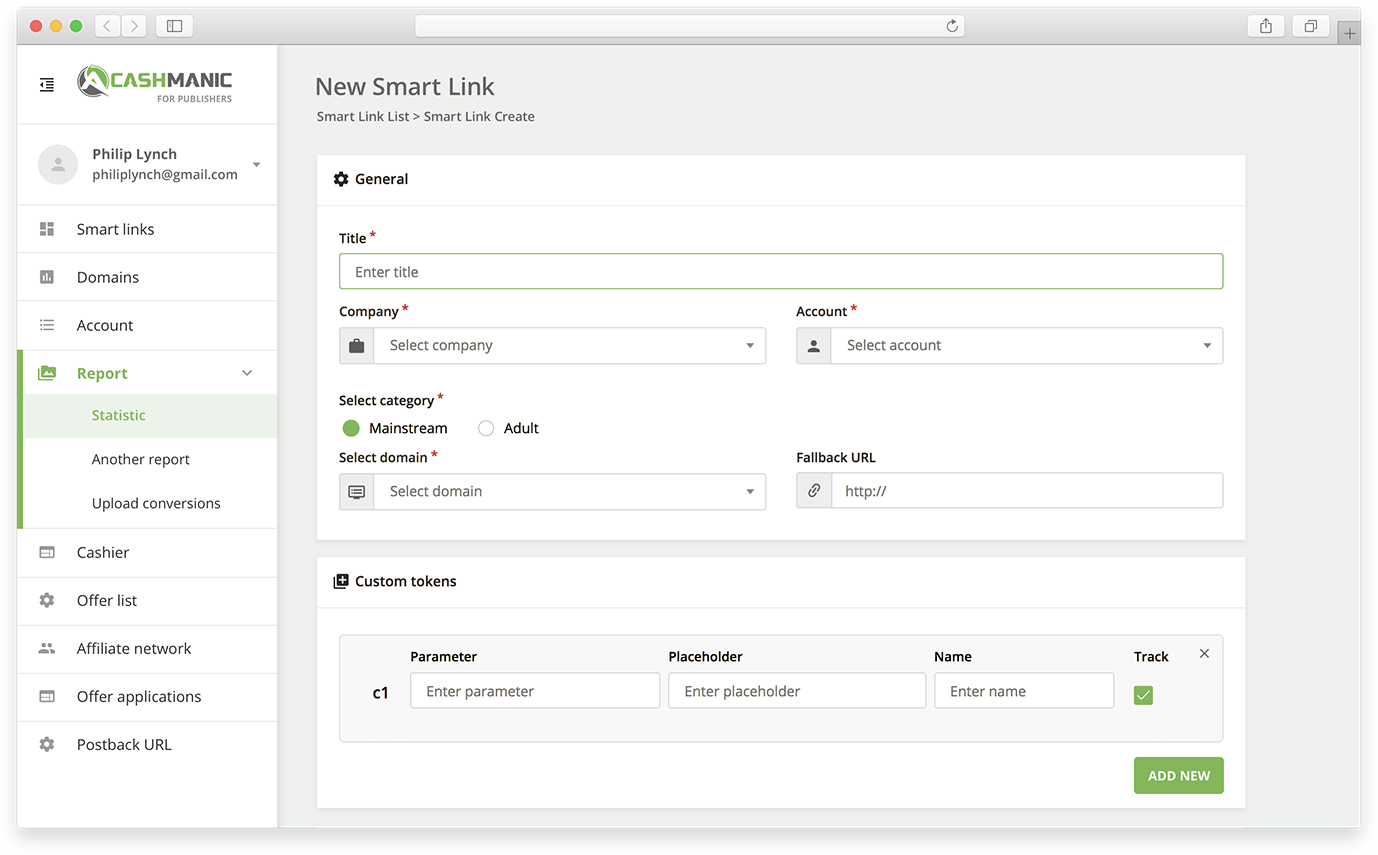 CASHMANIC
FOR PUBLISHERS
Philip Lynch
philiplynch@gmail.com
Smart links
Domains
Account
Report
Statistic
Another report
Upload conversions
Cashier
Offer list
Affiliate network
Offer applications
Postback URL
New Smart Link
Smart Link List > Smart Link Create
General
Title *
Enter title
Company * Account *
Select company Select account
Select category *
Mainstream Adult
Select domain * Fallback URL
Select domain http://
Custom tokens
Parameter Placeholder Name Track
c1 Enter parameter Enter placeholder Enter name
ADD NEW